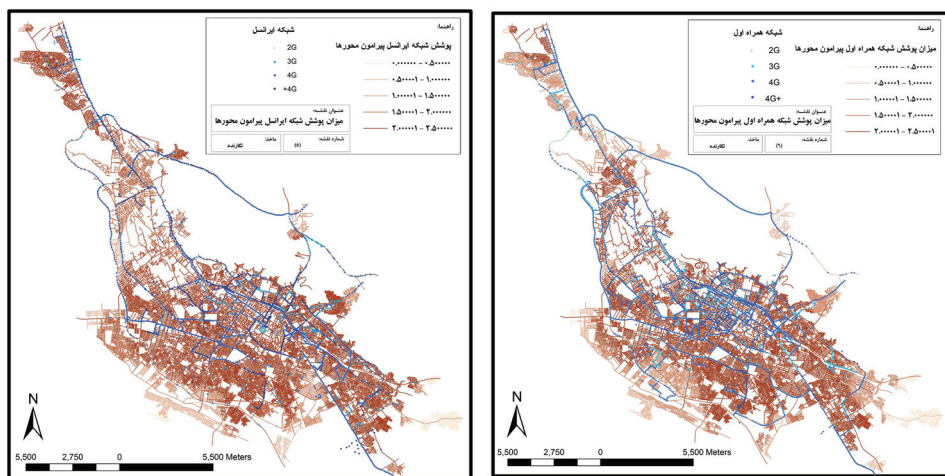 راهنما:
شبکه ایرانسل
2G
3G
4G
+4G
پوشش شبکه ایرانسل پیرامون محورها
۰.۰۰۰۰۰۰ – ۰.۵۰۰۰۰۰
۰.۵۰۰۰۰۱ – ۱.۰۰۰۰۰۰
۱.۰۰۰۰۰۱ – ۱.۵۰۰۰۰۰
۱.۵۰۰۰۰۱ – ۲.۰۰۰۰۰۰
۲.۰۰۰۰۰۱ – ۲.۵۰۰۰۰۰
عنوان نقشه:
میزان پوشش شبکه ایرانسل پیرامون محورها
شماره نقشه:
(۵)
ماخذ:
نگارنده
N
5,500 2,750 0 5,500 Meters
راهنما:
شبکه همراه اول
2G
3G
4G
4G+
میزان پوشش شبکه همراه اول پیرامون محورها
۰.۰۰۰۰۰۰ – ۰.۵۰۰۰۰۰
۰.۵۰۰۰۰۱ – ۱.۰۰۰۰۰۰
۱.۰۰۰۰۰۱ – ۱.۵۰۰۰۰۰
۱.۵۰۰۰۰۱ – ۲.۰۰۰۰۰۰
۲.۰۰۰۰۰۱ – ۲.۵۰۰۰۰۱
عنوان نقشه:
میزان پوشش شبکه همراه اول پیرامون محورها
شماره نقشه:
(۶)
ماخذ:
نگارنده
N
5,500 2,750 0 5,500 Meters